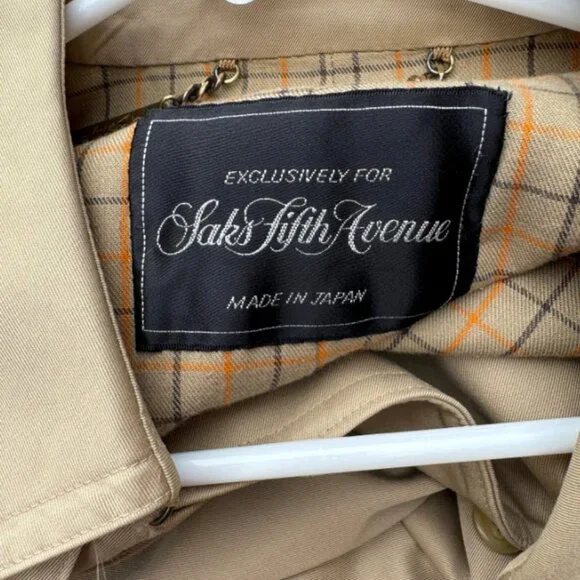 EXCLUSIVELY FOR
Saks Fifth Avenue
MADE IN JAPAN